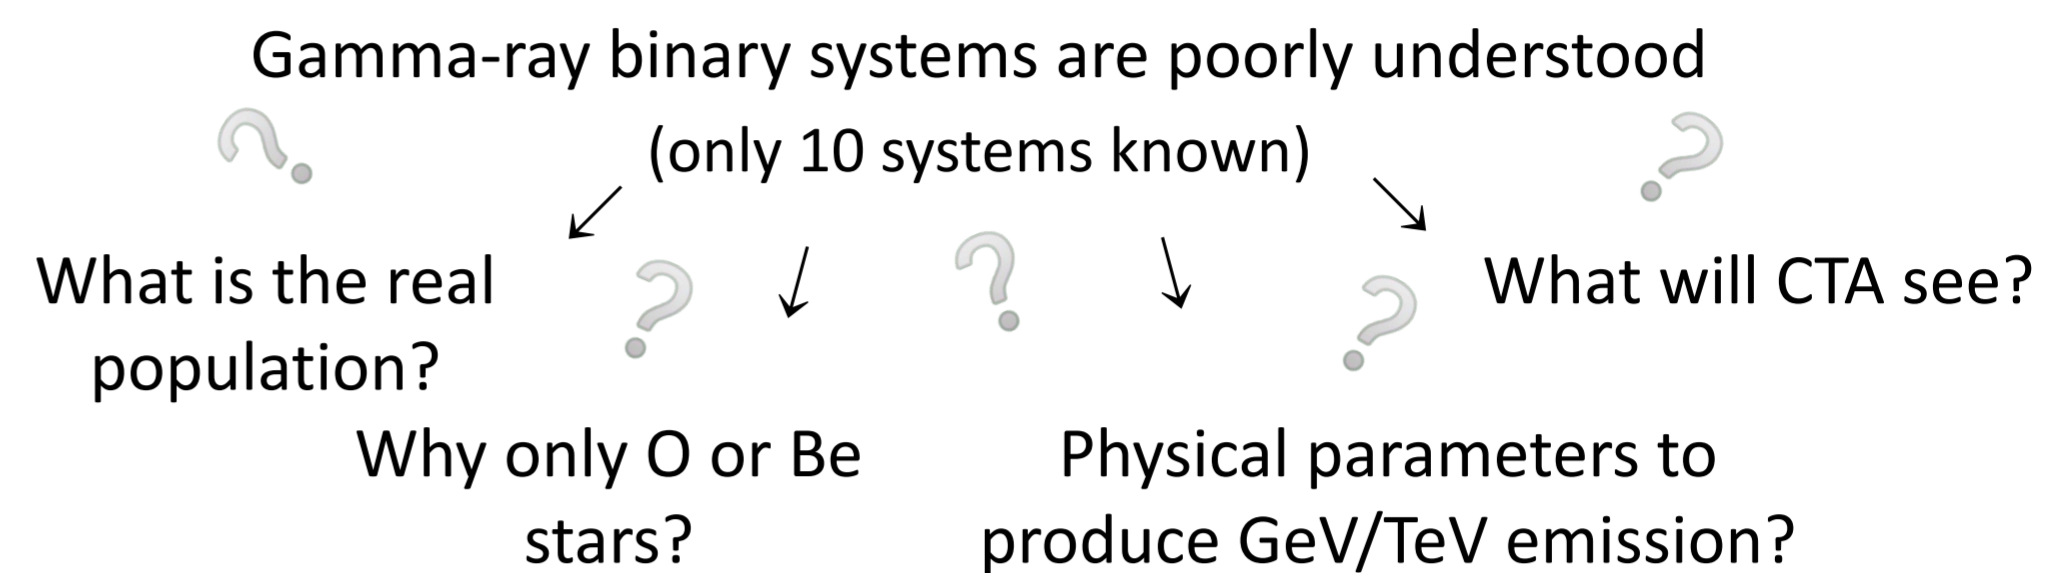 Gamma-ray binary systems are poorly understood
(only 10 systems known)
What is the real
population?
Why only O or Be
stars?
Physical parameters to
produce GeV/TeV emission?
What will CTA see?